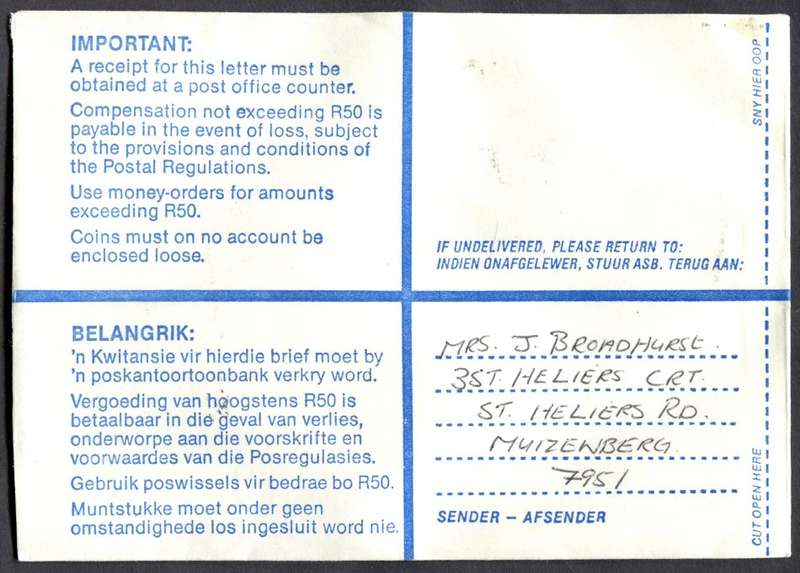 IMPORTANT:
A receipt for this letter must be
obtained at a post office counter.
Compensation not exceeding R50 is
payable in the event of loss, subject
to the provisions and conditions of
the Postal Regulations.
Use money-orders for amounts
exceeding R50.
Coins must on no account be
enclosed loose.
SNY HIER OOP
IF UNDELIVERED, PLEASE RETURN TO:
INDIEN ONAFGELEWER, STUUR ASB. TERUG AAN:
BELANGRIK:
'n Kwitansie vir hierdie brief moet by
'n poskantoortoonbank verkry word.
Vergoeding van hoogstens R50 is
betaalbaar in die geval van verlies,
onderworpe aan die voorskrifte en
voorwaardes van die Posregulasies.
Gebruik poswissels vir bedrae bo R50.
Muntstukke moet onder geen
omstandighede los ingesluit word nie.
MRS. J. BROADHURST.
3 ST. HELIERS CRT.
ST. HELIERS RD.
MUIZENBERG.
7951
SENDER – AFSENDER
CUT OPEN HERE